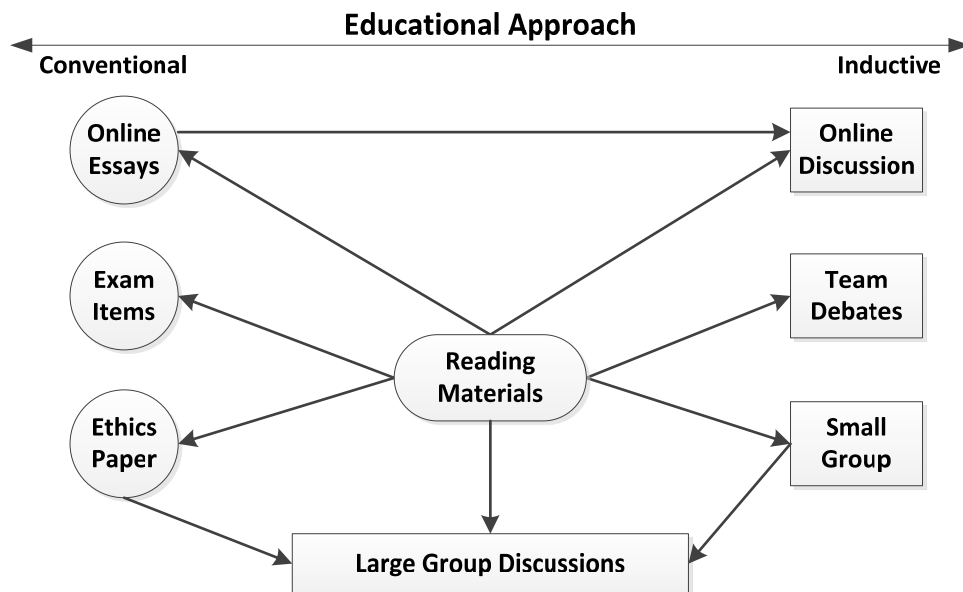 Educational Approach
Conventional
Inductive
Online
Essays
Online
Discussion
Exam
Items
Team
Debates
Reading
Materials
Ethics
Paper
Small
Group
Large Group Discussions